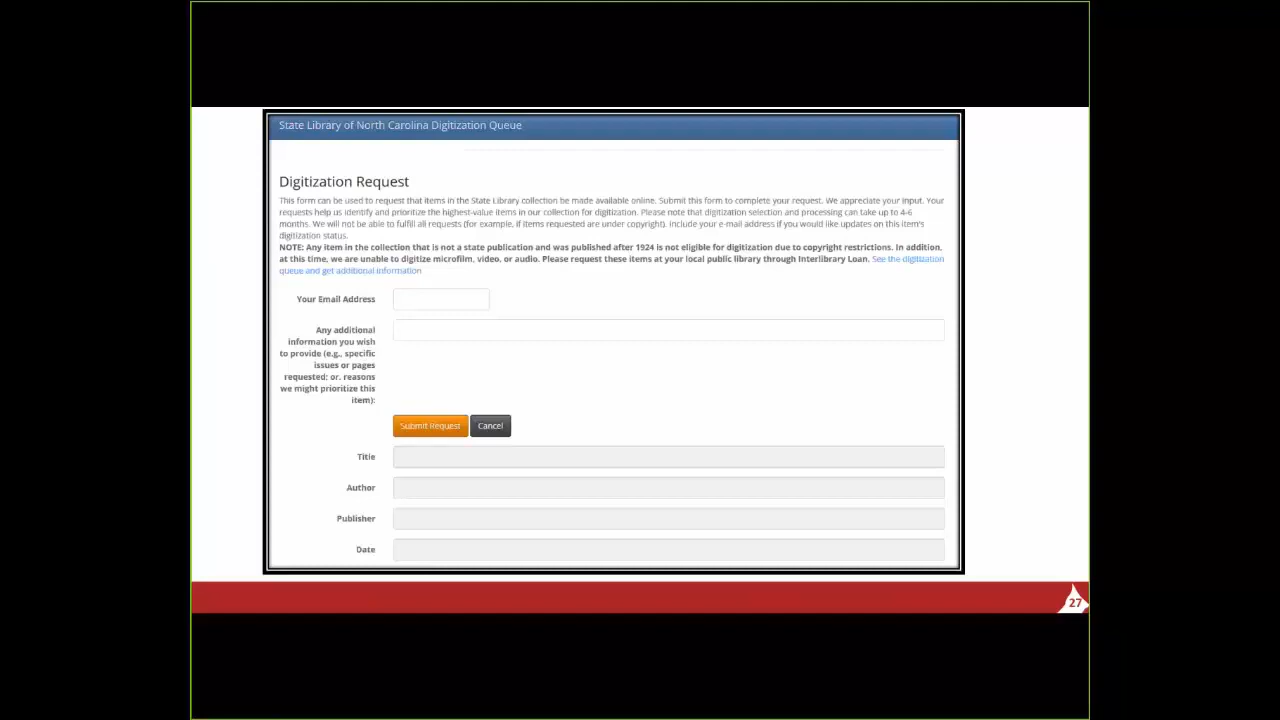 State Library of North Carolina Digitization Queue
Digitization Request
This form can be used to request that items in the State Library collection be made available online. Submit this form to complete your request. We appreciate your input. Your
requests help us identify and prioritize the highest-value items in our collection for digitization. Please note that digitization selection and processing can take up to 4-6
months. We will not be able to fulfill all requests (for example, if items requested are under copyright). Include your e-mail address if you would like updates on this item's
digitization status.
NOTE: Any item in the collection that is not a state publication and was published after 1924 is not eligible for digitization due to copyright restrictions. In addition,
at this time, we are unable to digitize microfilm, video, or audio. Please request these items at your local public library through Interlibrary Loan. See the digitization
queue and get additional information
Your Email Address
Any additional
information you wish
to provide (e.g., specific
issues or pages
requested; or, reasons
we might prioritize this
item):
Submit Request Cancel
Title
Author
Publisher
Date
27